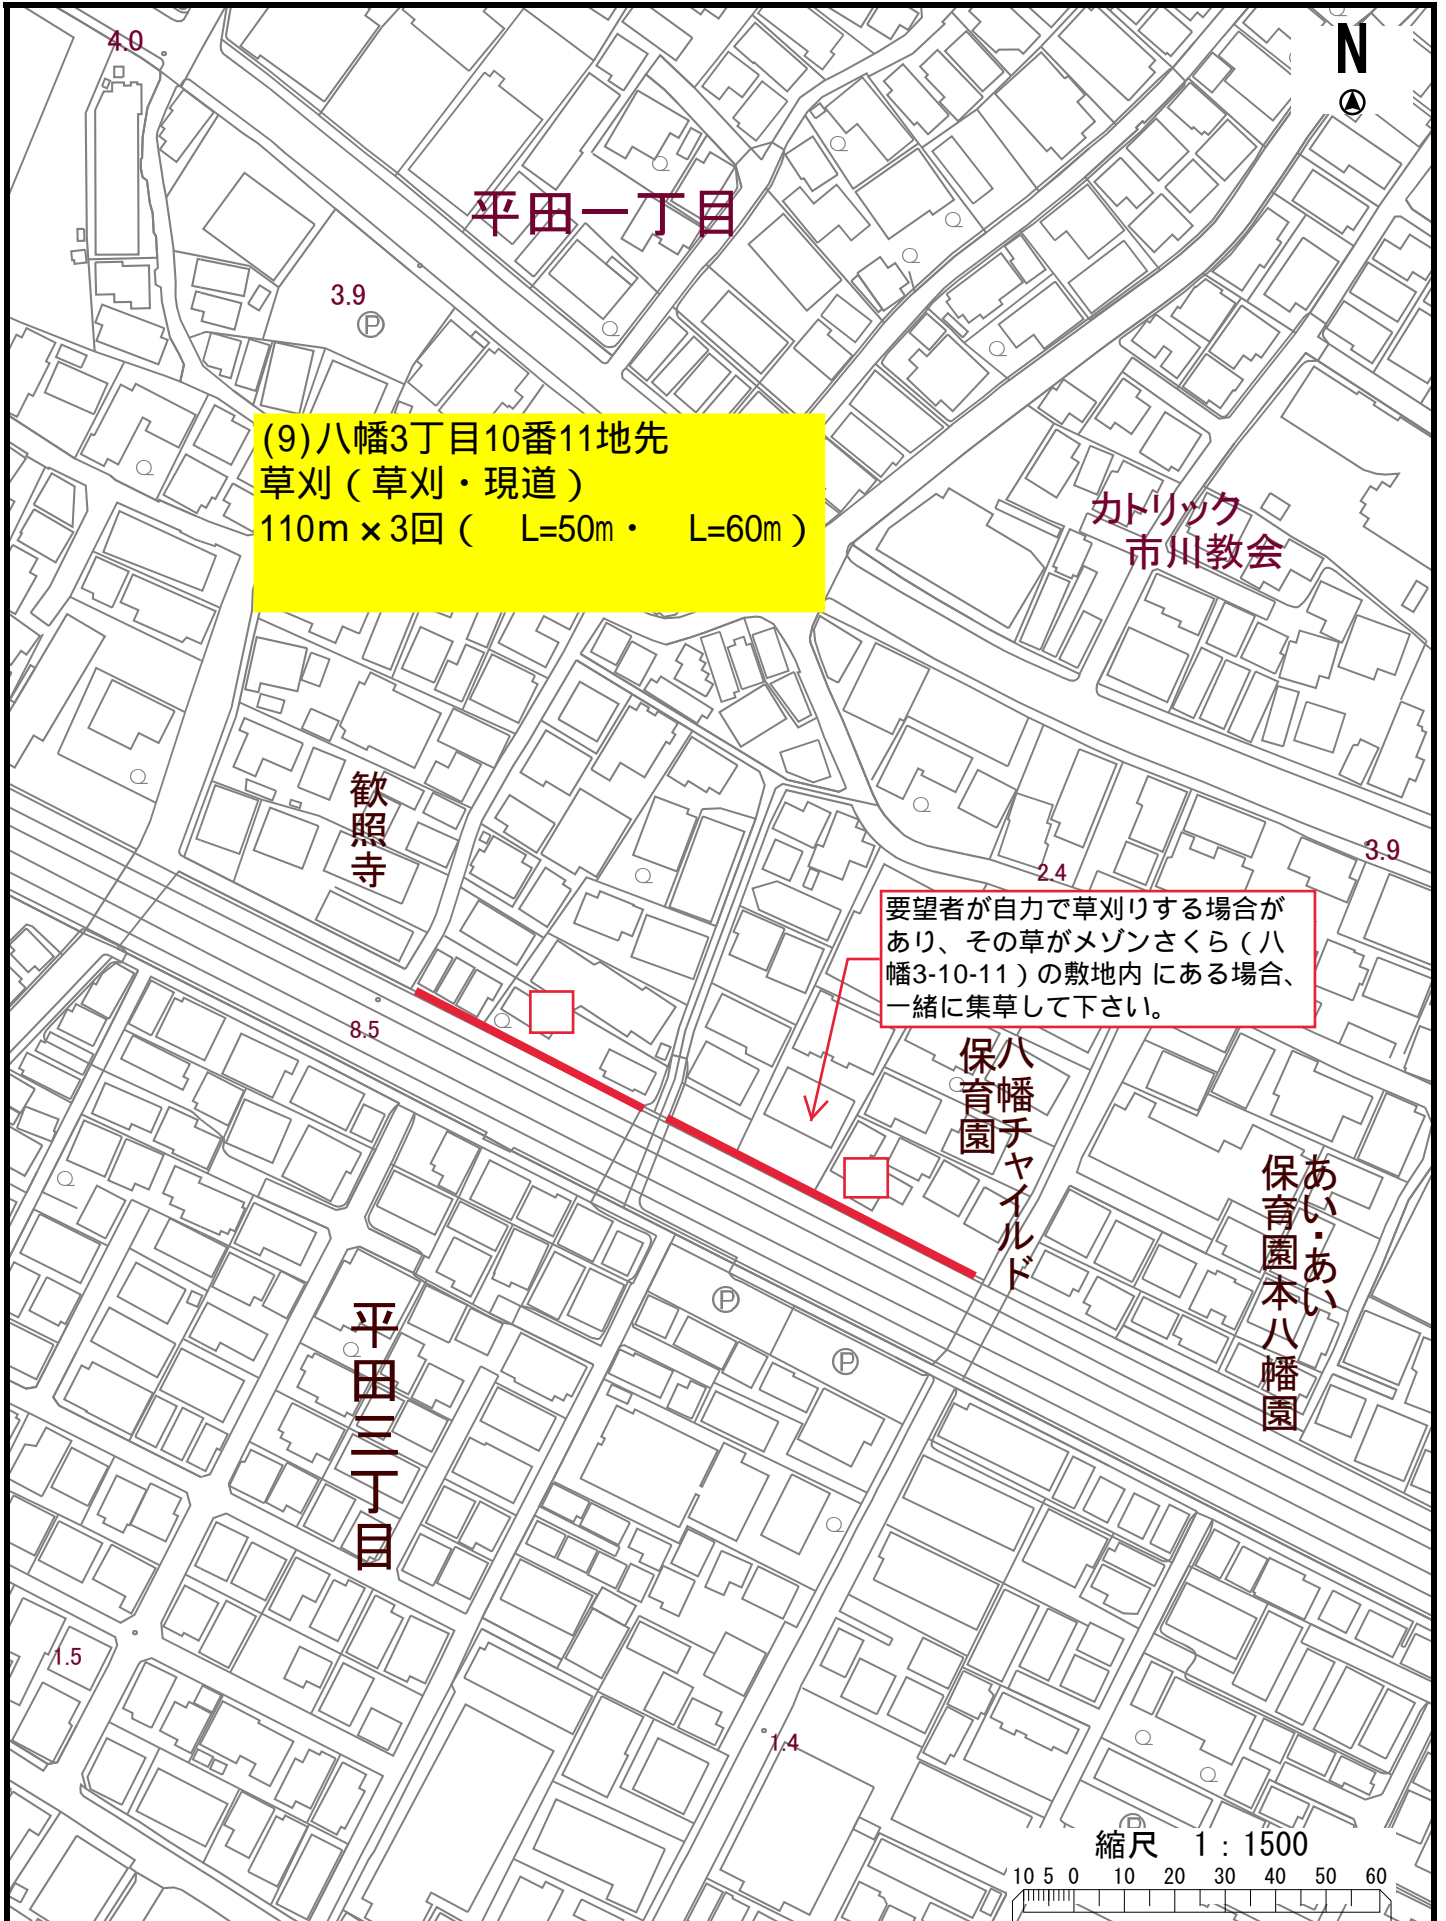 4.0
N
平田一丁目
3.9
P
(9)八幡3丁目10番11地先
草刈（草刈・現道）
110ｍ×3回（　L=50ｍ・　L=60ｍ）
カトリック
市川教会
歓照寺
3.9
2.4
要望者が自力で草刈りする場合が
あり、その草がメゾンさくら（八
幡3-10-11）の敷地内 にある場合、
一緒に集草して下さい。
8.5
八幡チャイルド
保育園
あい・あい
保育園本八幡園
P
P
平田三丁目
1.5
1.4
P
縮尺　1：1500
10 5 0 10 20 30 40 50 60